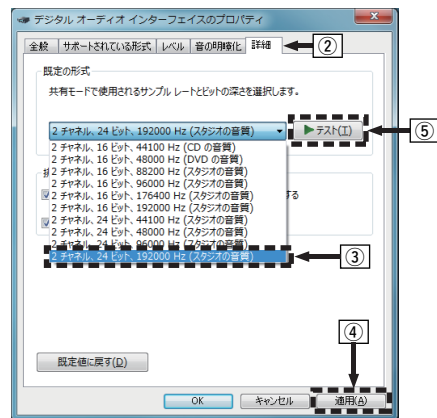 デジタル オーディオ インターフェイスのプロパティ
全般 サポートされている形式 レベル 音の明瞭化 詳細
②
既定の形式
共有モードで使用されるサンプル レートとビットの深さを選択します。
2 チャネル、24 ビット、192000 Hz (スタジオの音質)
▶テスト(T)
⑤
2 チャネル、16 ビット、44100 Hz (CD の音質)
2 チャネル、16 ビット、48000 Hz (DVD の音質)
2 チャネル、16 ビット、88200 Hz (スタジオの音質)
2 チャネル、16 ビット、96000 Hz (スタジオの音質)
2 チャネル、16 ビット、176400 Hz (スタジオの音質) する
2 チャネル、16 ビット、192000 Hz (スタジオの音質)
2 チャネル、24 ビット、44100 Hz (スタジオの音質)
2 チャネル、24 ビット、48000 Hz (スタジオの音質)
2 チャネル、24 ビット、96000 Hz (スタジオの音質)
2 チャネル、24 ビット、192000 Hz (スタジオの音質)
③
④
既定値に戻す(D)
OK キャンセル 適用(A)